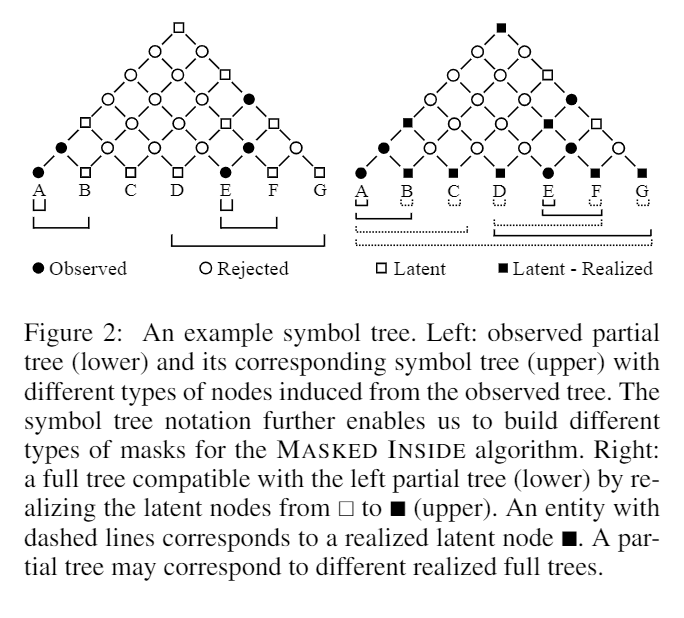 A B C D E F G
A B C D E F G
Observed Rejected Latent Latent - Realized
Figure 2: An example symbol tree. Left: observed partial
tree (lower) and its corresponding symbol tree (upper) with
different types of nodes induced from the observed tree. The
symbol tree notation further enables us to build different
types of masks for the MASKED INSIDE algorithm. Right:
a full tree compatible with the left partial tree (lower) by re-
alizing the latent nodes from □ to ■ (upper). An entity with
dashed lines corresponds to a realized latent node ■. A par-
tial tree may correspond to different realized full trees.